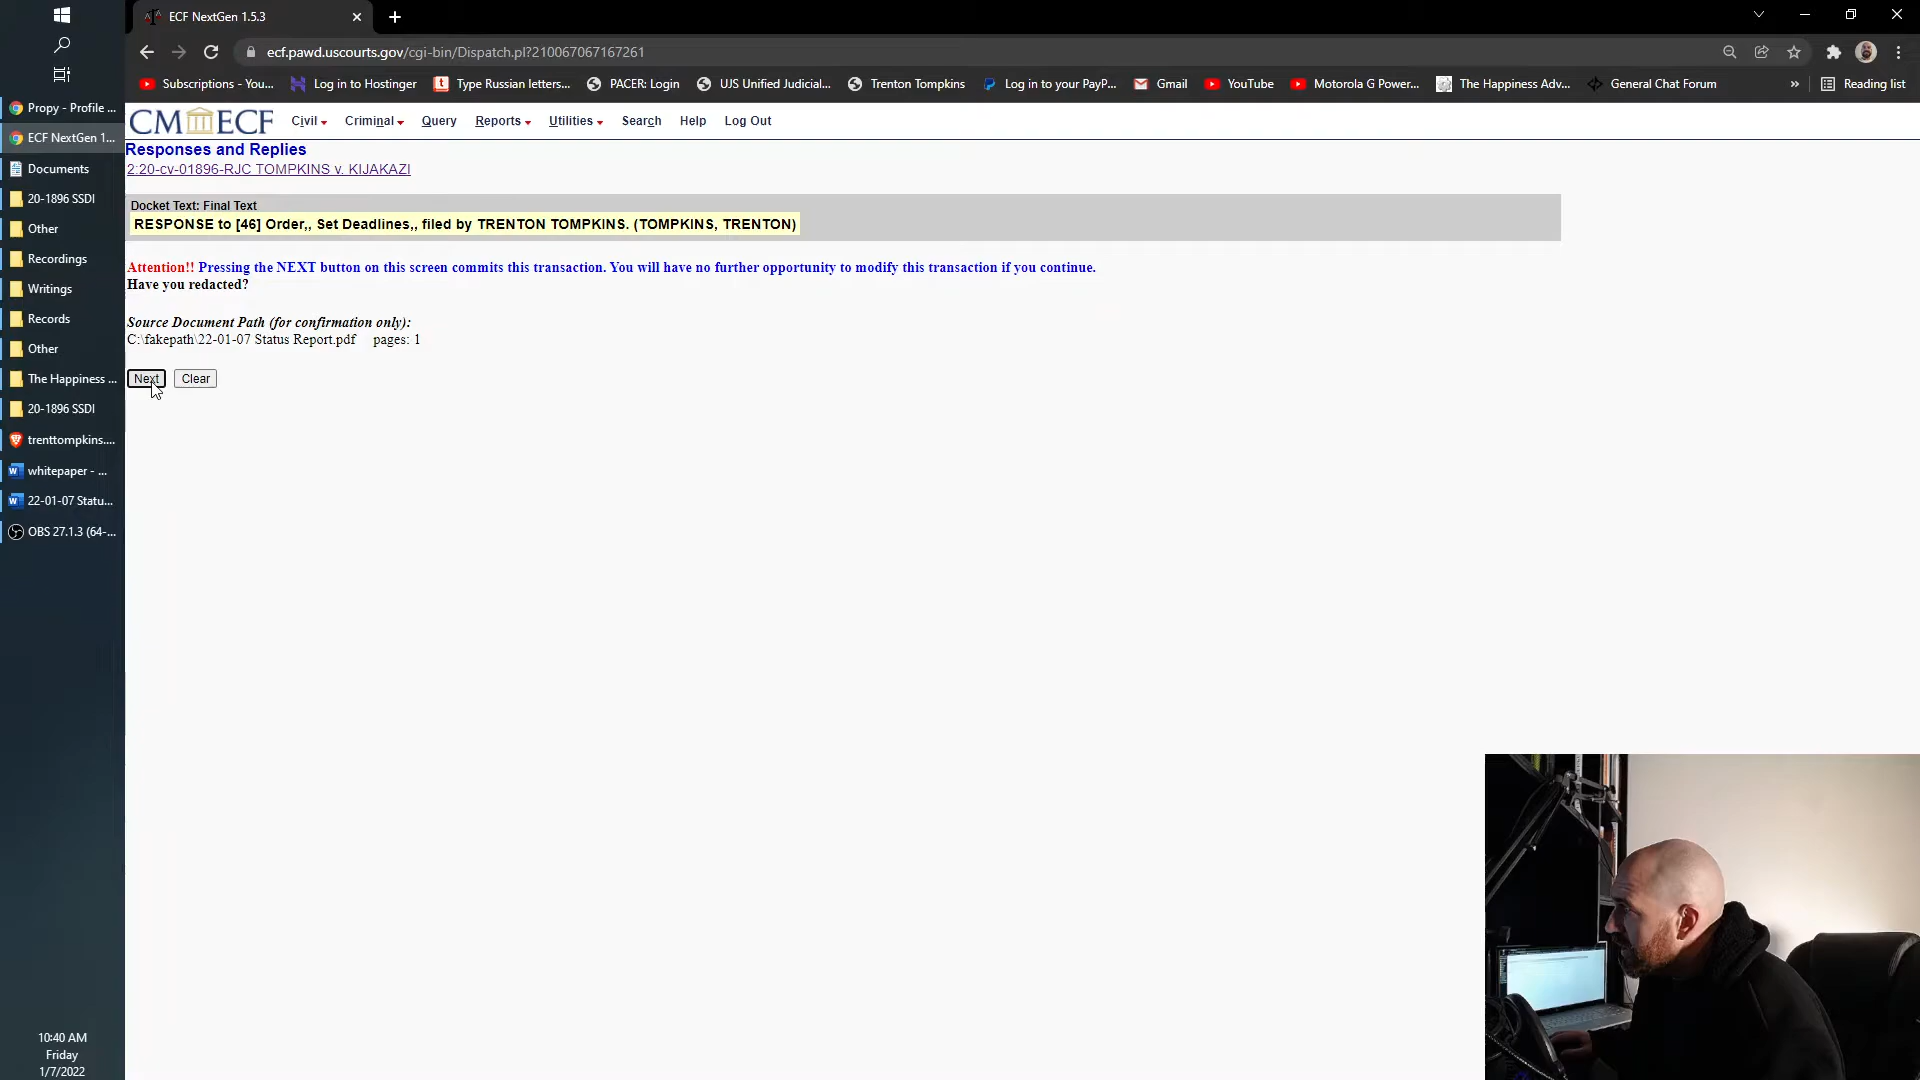 ECF NextGen 1.5.3
ecf.pawd.uscourts.gov/cgi-bin/Dispatch.pl?210067067167261
Subscriptions - You...
Log in to Hostinger
Type Russian letters...
PACER: Login
UJS Unified Judicial...
Trenton Tompkins
Log in to your PayP...
Gmail
YouTube
Motorola G Power...
The Happiness Adv...
General Chat Forum
»
Reading list
Propy - Profile ...
ECF NextGen 1...
Documents
20-1896 SSDI
Other
Recordings
Writings
Records
Other
The Happiness ...
20-1896 SSDI
trenttompkins....
whitepaper - ...
22-01-07 Statu...
OBS 27.1.3 (64-...
10:40 AM
Friday
1/7/2022
CM ECF
Civil
Criminal
Query
Reports
Utilities
Search
Help
Log Out
Responses and Replies
2:20-cv-01896-RJC TOMPKINS v. KIJAKAZI
Docket Text: Final Text
RESPONSE to [46] Order,, Set Deadlines,, filed by TRENTON TOMPKINS. (TOMPKINS, TRENTON)
Attention!! Pressing the NEXT button on this screen commits this transaction. You will have no further opportunity to modify this transaction if you continue.
Have you redacted?
Source Document Path (for confirmation only):
C:\fakepath\22-01-07 Status Report.pdf pages: 1
Next
Clear